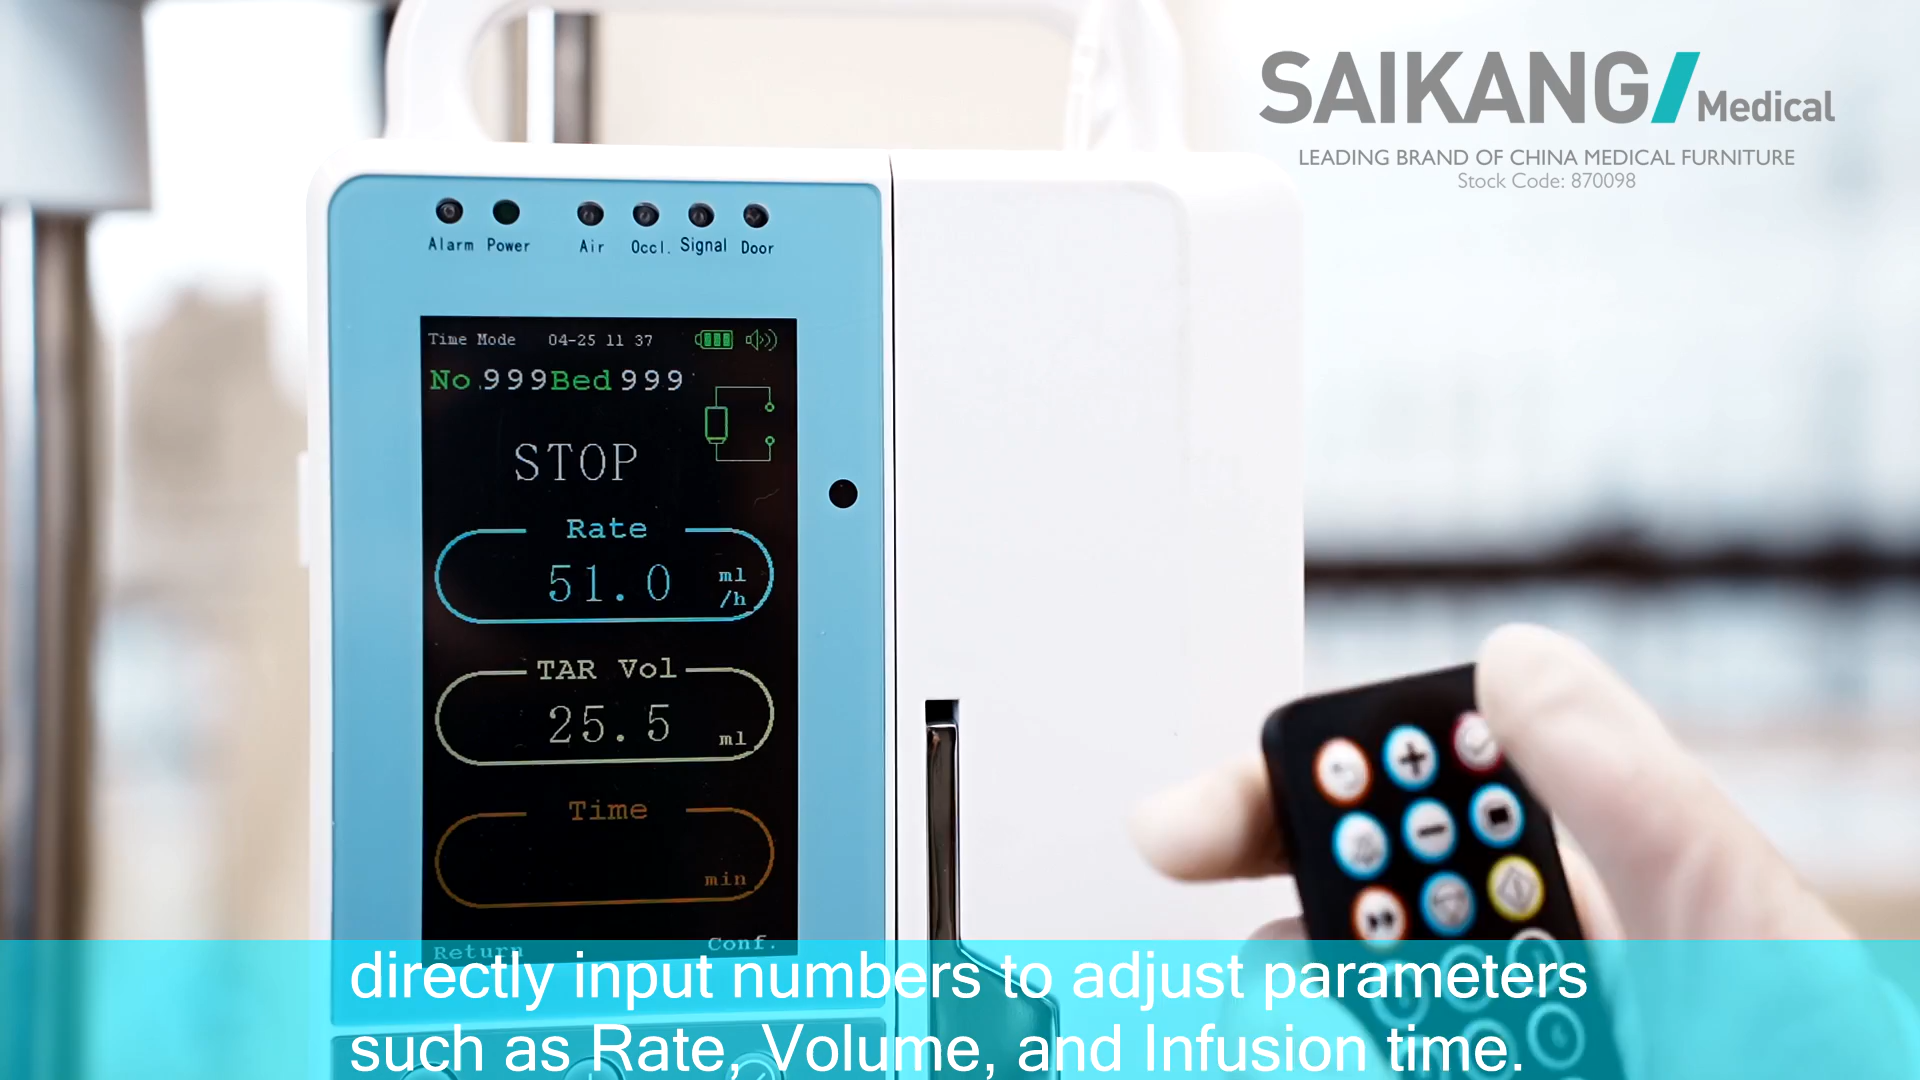 SAIKANG Medical
LEADING BRAND OF CHINA MEDICAL FURNITURE
Stock Code: 870098
Alarm Power Air Occl. Signal Door
Time Mode 04-25 11 37
No.999Bed 999
STOP
Rate
51.0 ml/h
TAR Vol
25.5 ml
Time
min
Return Conf.
directly input numbers to adjust parameters
such as Rate, Volume, and Infusion time.